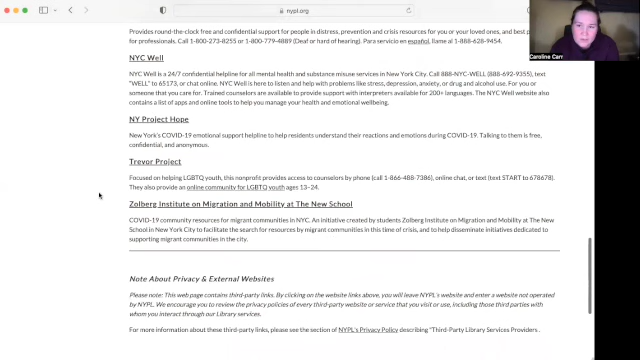 nypl.org
Provides round-the-clock free and confidential support for people in distress, prevention and crisis resources for you or your loved ones, and best p
for professionals. Call 1-800-273-8255 or 1-800-779-4889 (Deaf or hard of hearing). Para servicio en español, llame al 1-888-628-9454.
Caroline Carr
NYC Well
NYC Well is a 24/7 confidential helpline for all mental health and substance misuse services in New York City. Call 888-NYC-WELL (888-692-9355), text
"WELL" to 65173, or chat online. NYC Well is here to listen and help with problems like stress, depression, anxiety, or drug and alcohol use. For you or
someone that you care for. Trained counselors are available to provide support with interpreters available for 200+ languages. The NYC Well website also
contains a list of apps and online tools to help you manage your health and emotional wellbeing.
NY Project Hope
New York's COVID-19 emotional support helpline to help residents understand their reactions and emotions during COVID-19. Talking to them is free,
confidential, and anonymous.
Trevor Project
Focused on helping LGBTQ youth, this nonprofit provides access to counselors by phone (call 1-866-488-7386), online chat, or text (text START to 678678).
They also provide an online community for LGBTQ youth ages 13–24.
Zolberg Institute on Migration and Mobility at The New School
COVID-19 community resources for migrant communities in NYC. An initiative created by students Zolberg Institute on Migration and Mobility at The New
School in New York City to facilitate the search for resources by migrant communities in this time of crisis, and to help disseminate initiatives dedicated to
supporting migrant communities in the city.
Note About Privacy & External Websites
Please note: This web page contains third-party links. By clicking on the website links above, you will leave NYPL's website and enter a website not operated
by NYPL. We encourage you to review the privacy policies of every third-party website or service that you visit or use, including those third parties with
whom you interact through our Library services.
For more information about these third-party links, please see the section of NYPL's Privacy Policy describing "Third-Party Library Services Providers .